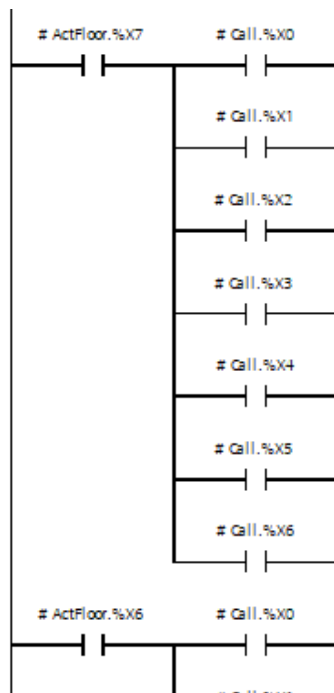 # ActFloor.%X7 # Call.%X0
# Call.%X1
# Call.%X2
# Call.%X3
# Call.%X4
# Call.%X5
# Call.%X6
# ActFloor.%X6 # Call.%X0